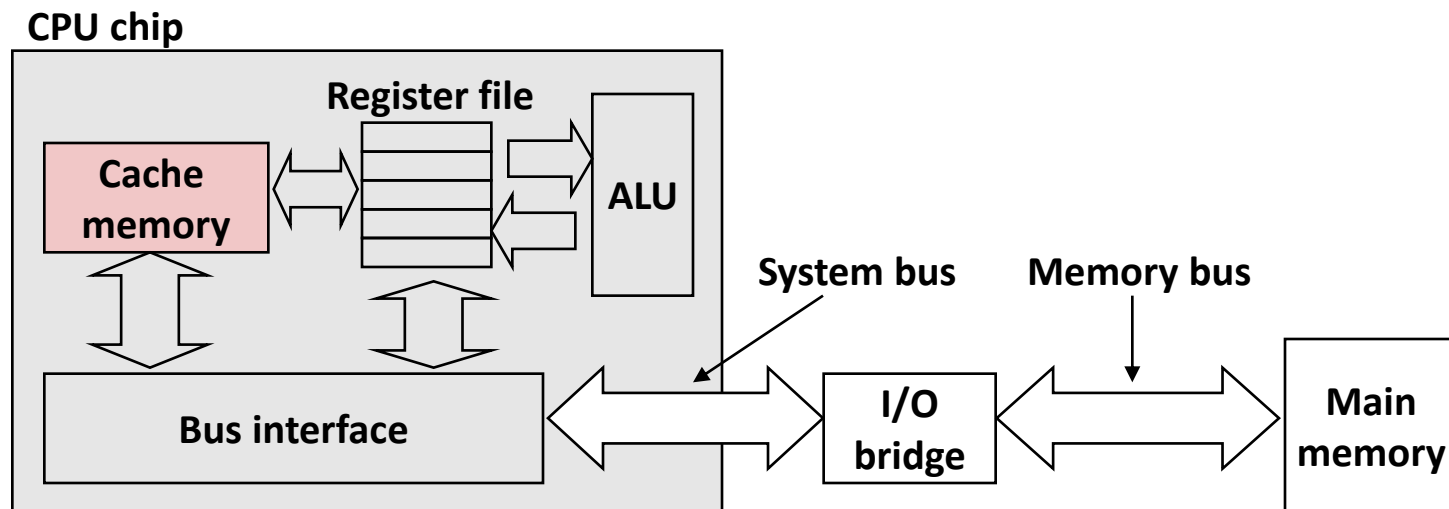 CPU chip
Register file
Cache
memory
ALU
System bus
Memory bus
Bus interface
I/O
bridge
Main
memory